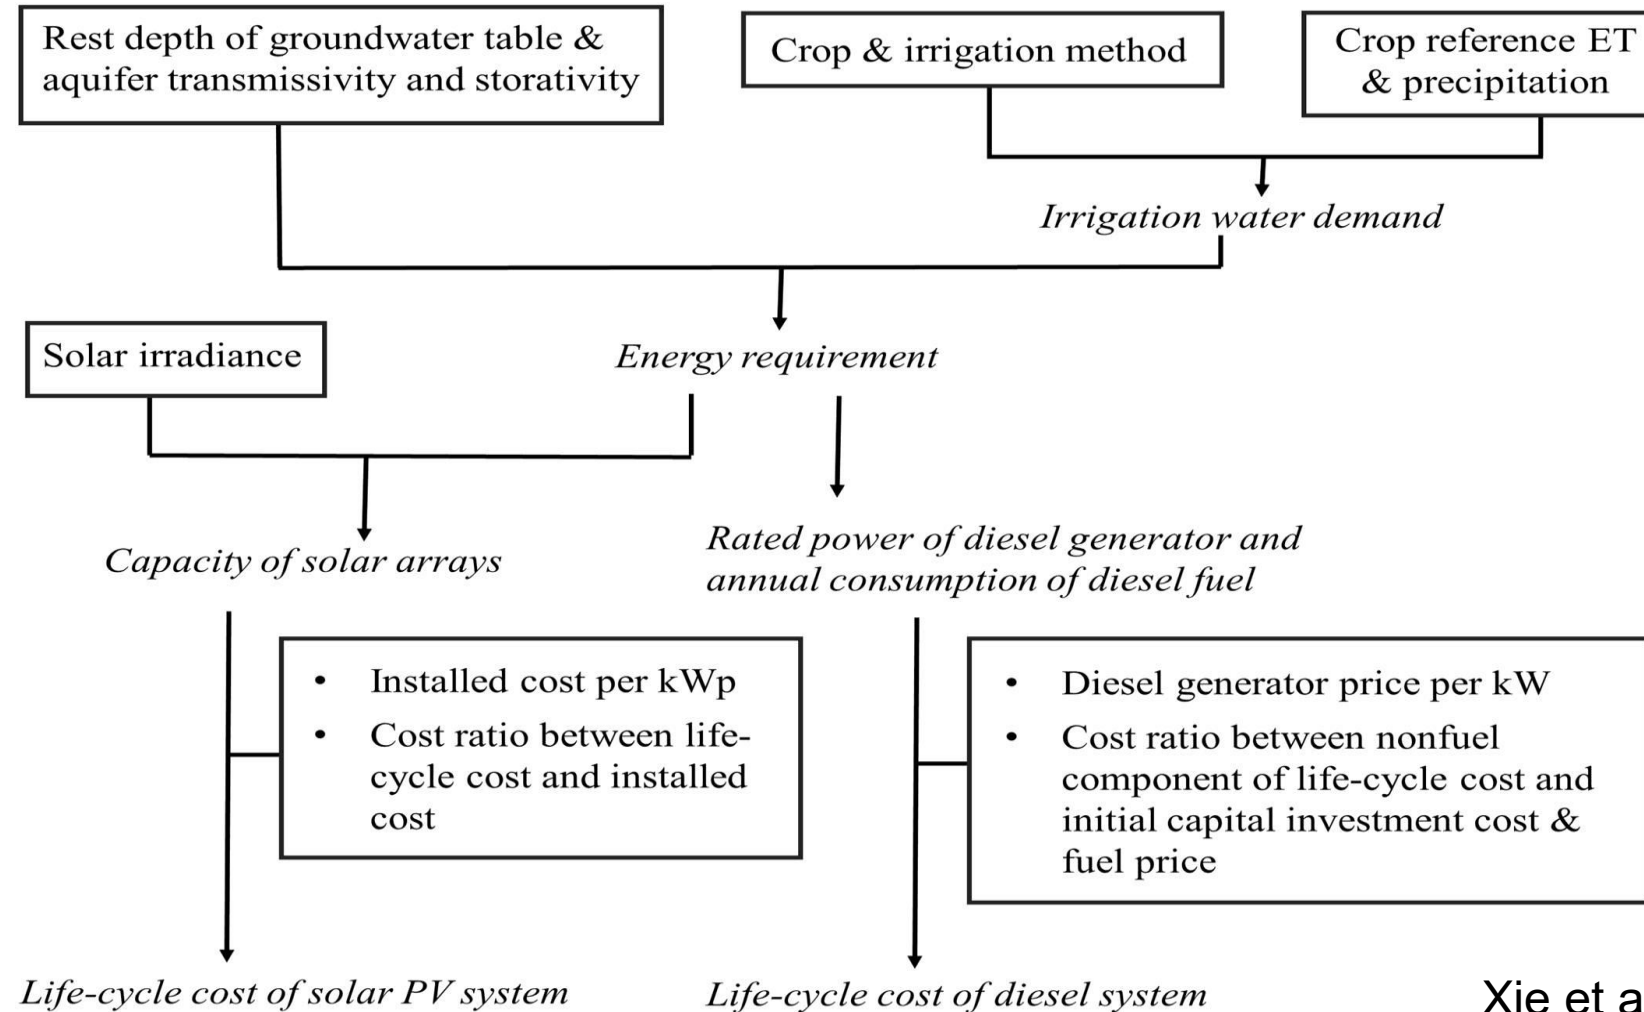 Rest depth of groundwater table &
aquifer transmissivity and storativity
Crop & irrigation method
Crop reference ET
& precipitation
Irrigation water demand
Solar irradiance
Energy requirement
Capacity of solar arrays
Rated power of diesel generator and
annual consumption of diesel fuel
• Installed cost per kWp
• Cost ratio between life-
cycle cost and installed
cost
• Diesel generator price per kW
• Cost ratio between nonfuel
component of life-cycle cost and
initial capital investment cost &
fuel price
Life-cycle cost of solar PV system
Life-cycle cost of diesel system
Xie et a